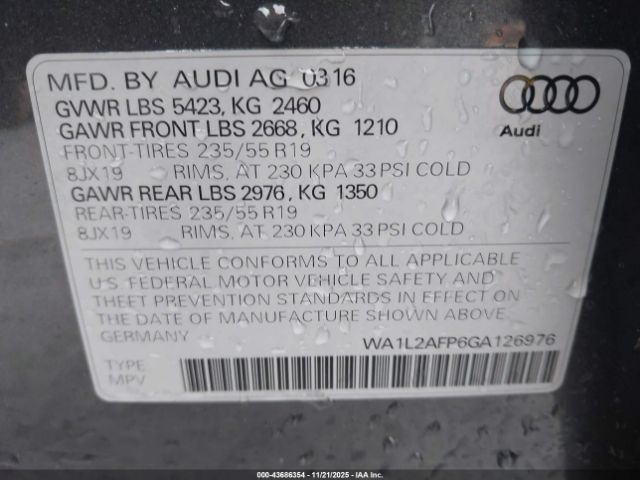 MFD. BY AUDI AG 03 16
GVWR LBS 5423, KG 2460
GAWR FRONT LBS 2668, KG 1210
FRONT-TIRES 235/55 R19
8JX19 RIMS, AT 230 KPA 33 PSI COLD
GAWR REAR LBS 2976, KG 1350
REAR-TIRES 235/55 R19
8JX19 RIMS, AT 230 KPA 33 PSI COLD
Audi
THIS VEHICLE CONFORMS TO ALL APPLICABLE
U.S. FEDERAL MOTOR VEHICLE SAFETY AND
THEFT PREVENTION STANDARDS IN EFFECT ON
THE DATE OF MANUFACTURE SHOWN ABOVE.
GERMANY
WA1L2AFP6GA126976
TYPE
MPV
000-43686354 - 11/21/2025 - IAA, Inc.